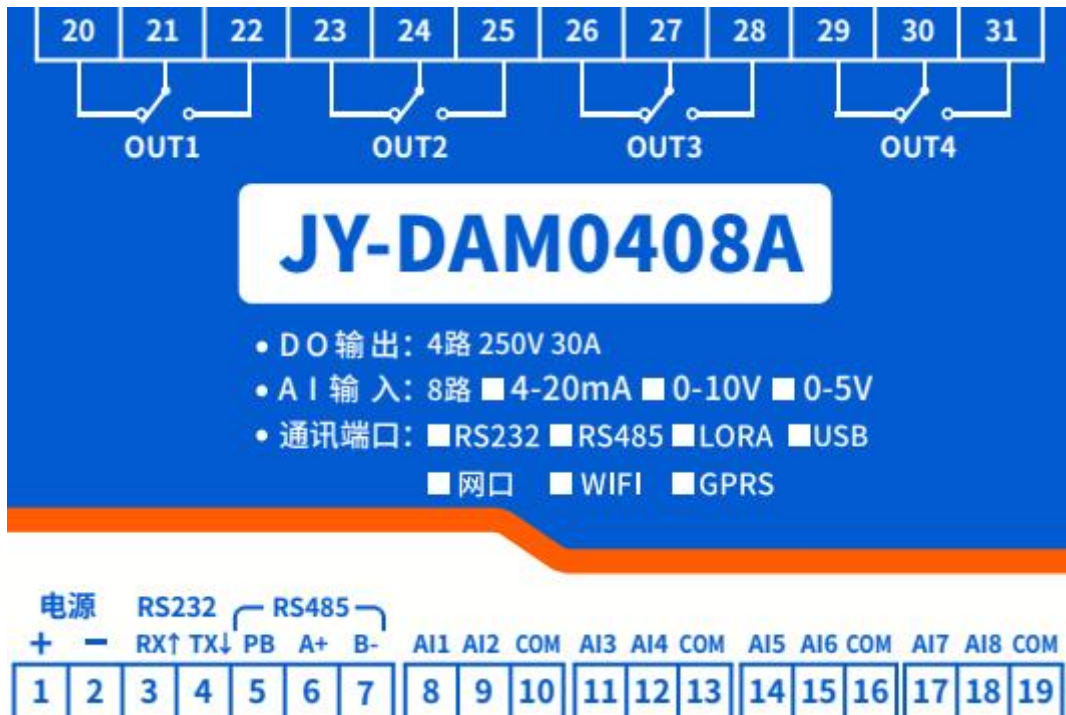 20 21 22 23 24 25 26 27 28 29 30 31
OUT1 OUT2 OUT3 OUT4
JY-DAM0408A
• DO输出：4路 250V 30A
• AI输入：8路 ■4-20mA ■0-10V ■0-5V
• 通讯端口：■RS232 ■RS485 ■LORA ■USB
■网口 ■WIFI ■GPRS
电源 RS232 RS485
+ − RX↑ TX↓ PB A+ B- AI1 AI2 COM AI3 AI4 COM AI5 AI6 COM AI7 AI8 COM
1 2 3 4 5 6 7 8 9 10 11 12 13 14 15 16 17 18 19